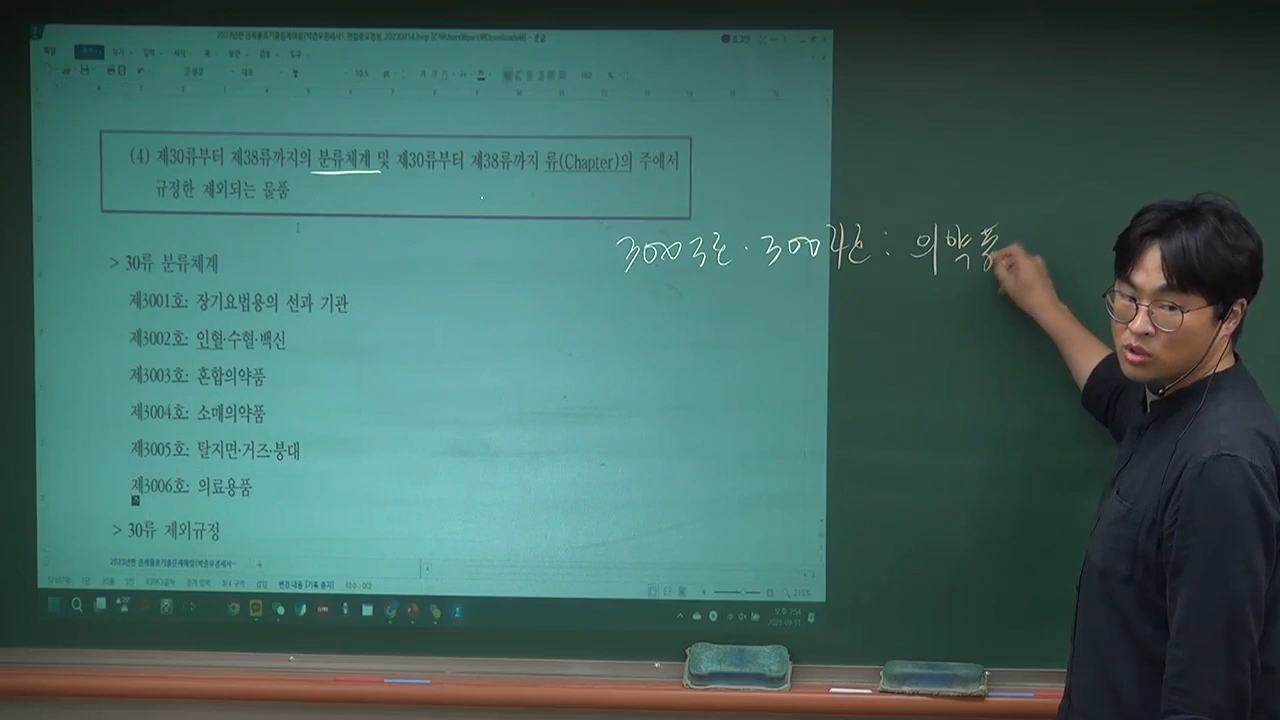 (4) 제30류부터 제38류까지의 분류체계 및 제30류부터 제38류까지 류(Chapter)의 주에서
규정한 제외되는 물품
3003호·3004호: 의약품
> 30류 분류체계
제3001호: 장기요법용의 선과 기관
제3002호: 인혈·수혈·백신
제3003호: 혼합의약품
제3004호: 소매의약품
제3005호: 탈지면·거즈·붕대
제3006호: 의료용품
> 30류 제외규정